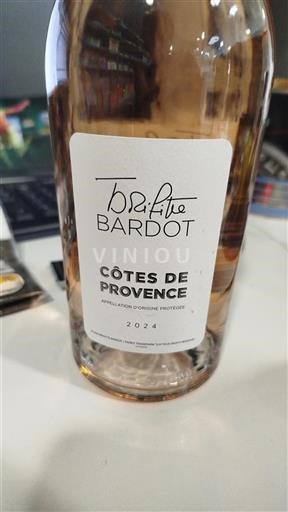 Brigitte
BARDOT
VINIOU
CÔTES DE
PROVENCE
APPELLATION D'ORIGINE PROTÉGÉE
2024